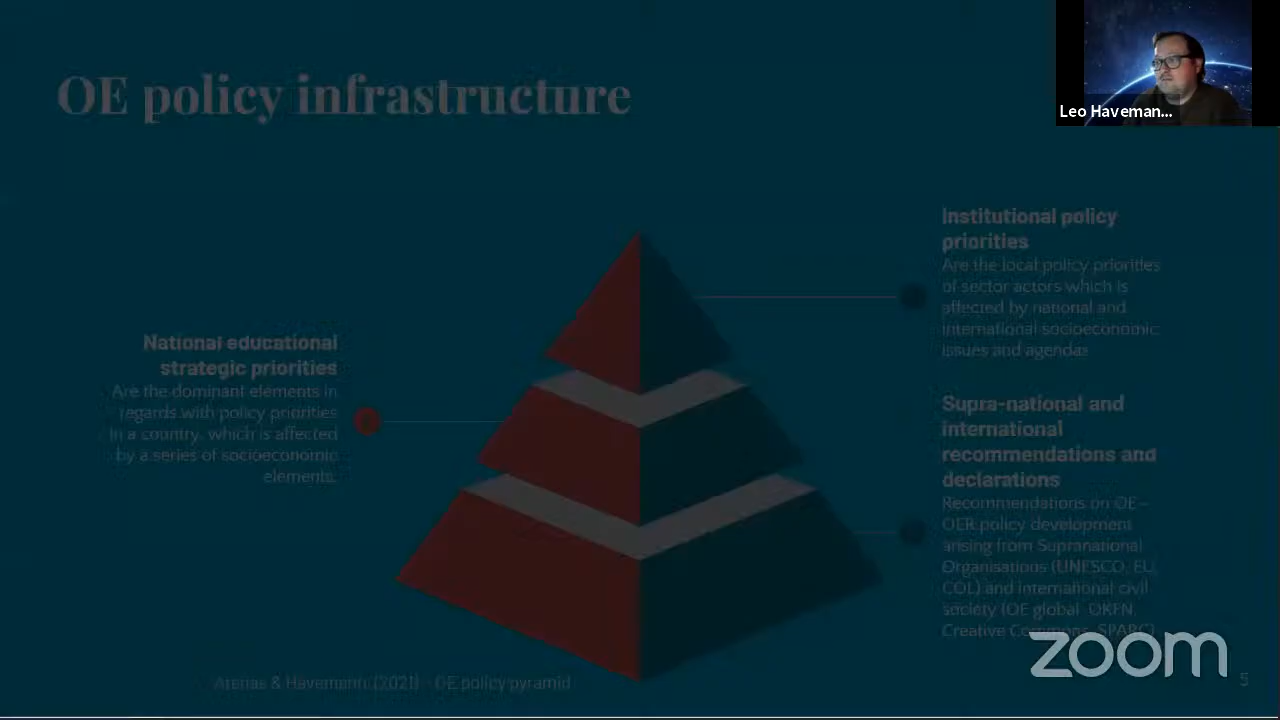 OE policy infrastructure
Leo Haveman...
Institutional policy
priorities
Are the local policy priorities
of sector actors which is
affected by national and
international socioeconomic
issues and agendas
National educational
strategic priorities
Are the dominant elements in
regards with policy priorities
in a country, which is affected
by a series of socioeconomic
elements.
Supra-national and
international
recommendations and
declarations
Recommendations on OE–
OER policy development
arising from Supranational
Organisations (UNESCO, EU,
COL) and international civil
society (OE global, OKFN,
Creative Commons, SPARC)
zoom
Atenas & Havemann (2021) - OE policy pyramid
5